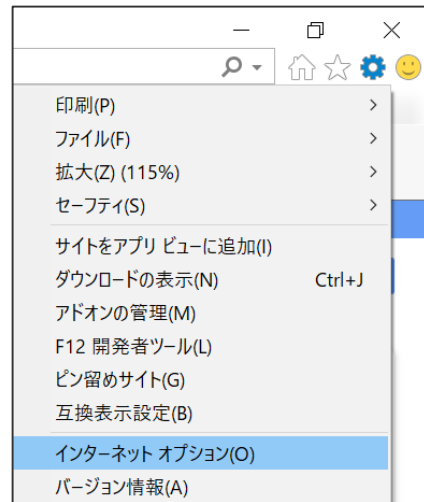 印刷(P)
ファイル(F)
拡大(Z) (115%)
セーフティ(S)
サイトをアプリ ビューに追加(I)
ダウンロードの表示(N) Ctrl+J
アドオンの管理(M)
F12 開発者ツール(L)
ピン留めサイト(G)
互換表示設定(B)
インターネット オプション(O)
バージョン情報(A)